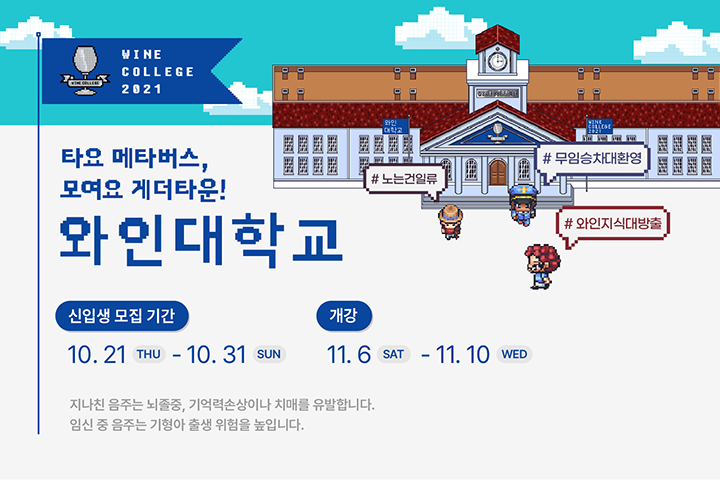 WINE
COLLEGE
2021
WINE COLLEGE
타요 메타버스,
모여요 게더타운!
와인대학교
WINE COLLEGE
와인
대학교
WINE
COLLEGE
2021
# 무임승차대환영
# 노는건일류
# 와인지식대방출
신입생 모집 기간
10. 21 THU - 10. 31 SUN
개강
11. 6 SAT - 11. 10 WED
지나친 음주는 뇌졸중, 기억력손상이나 치매를 유발합니다.
임신 중 음주는 기형아 출생 위험을 높입니다.